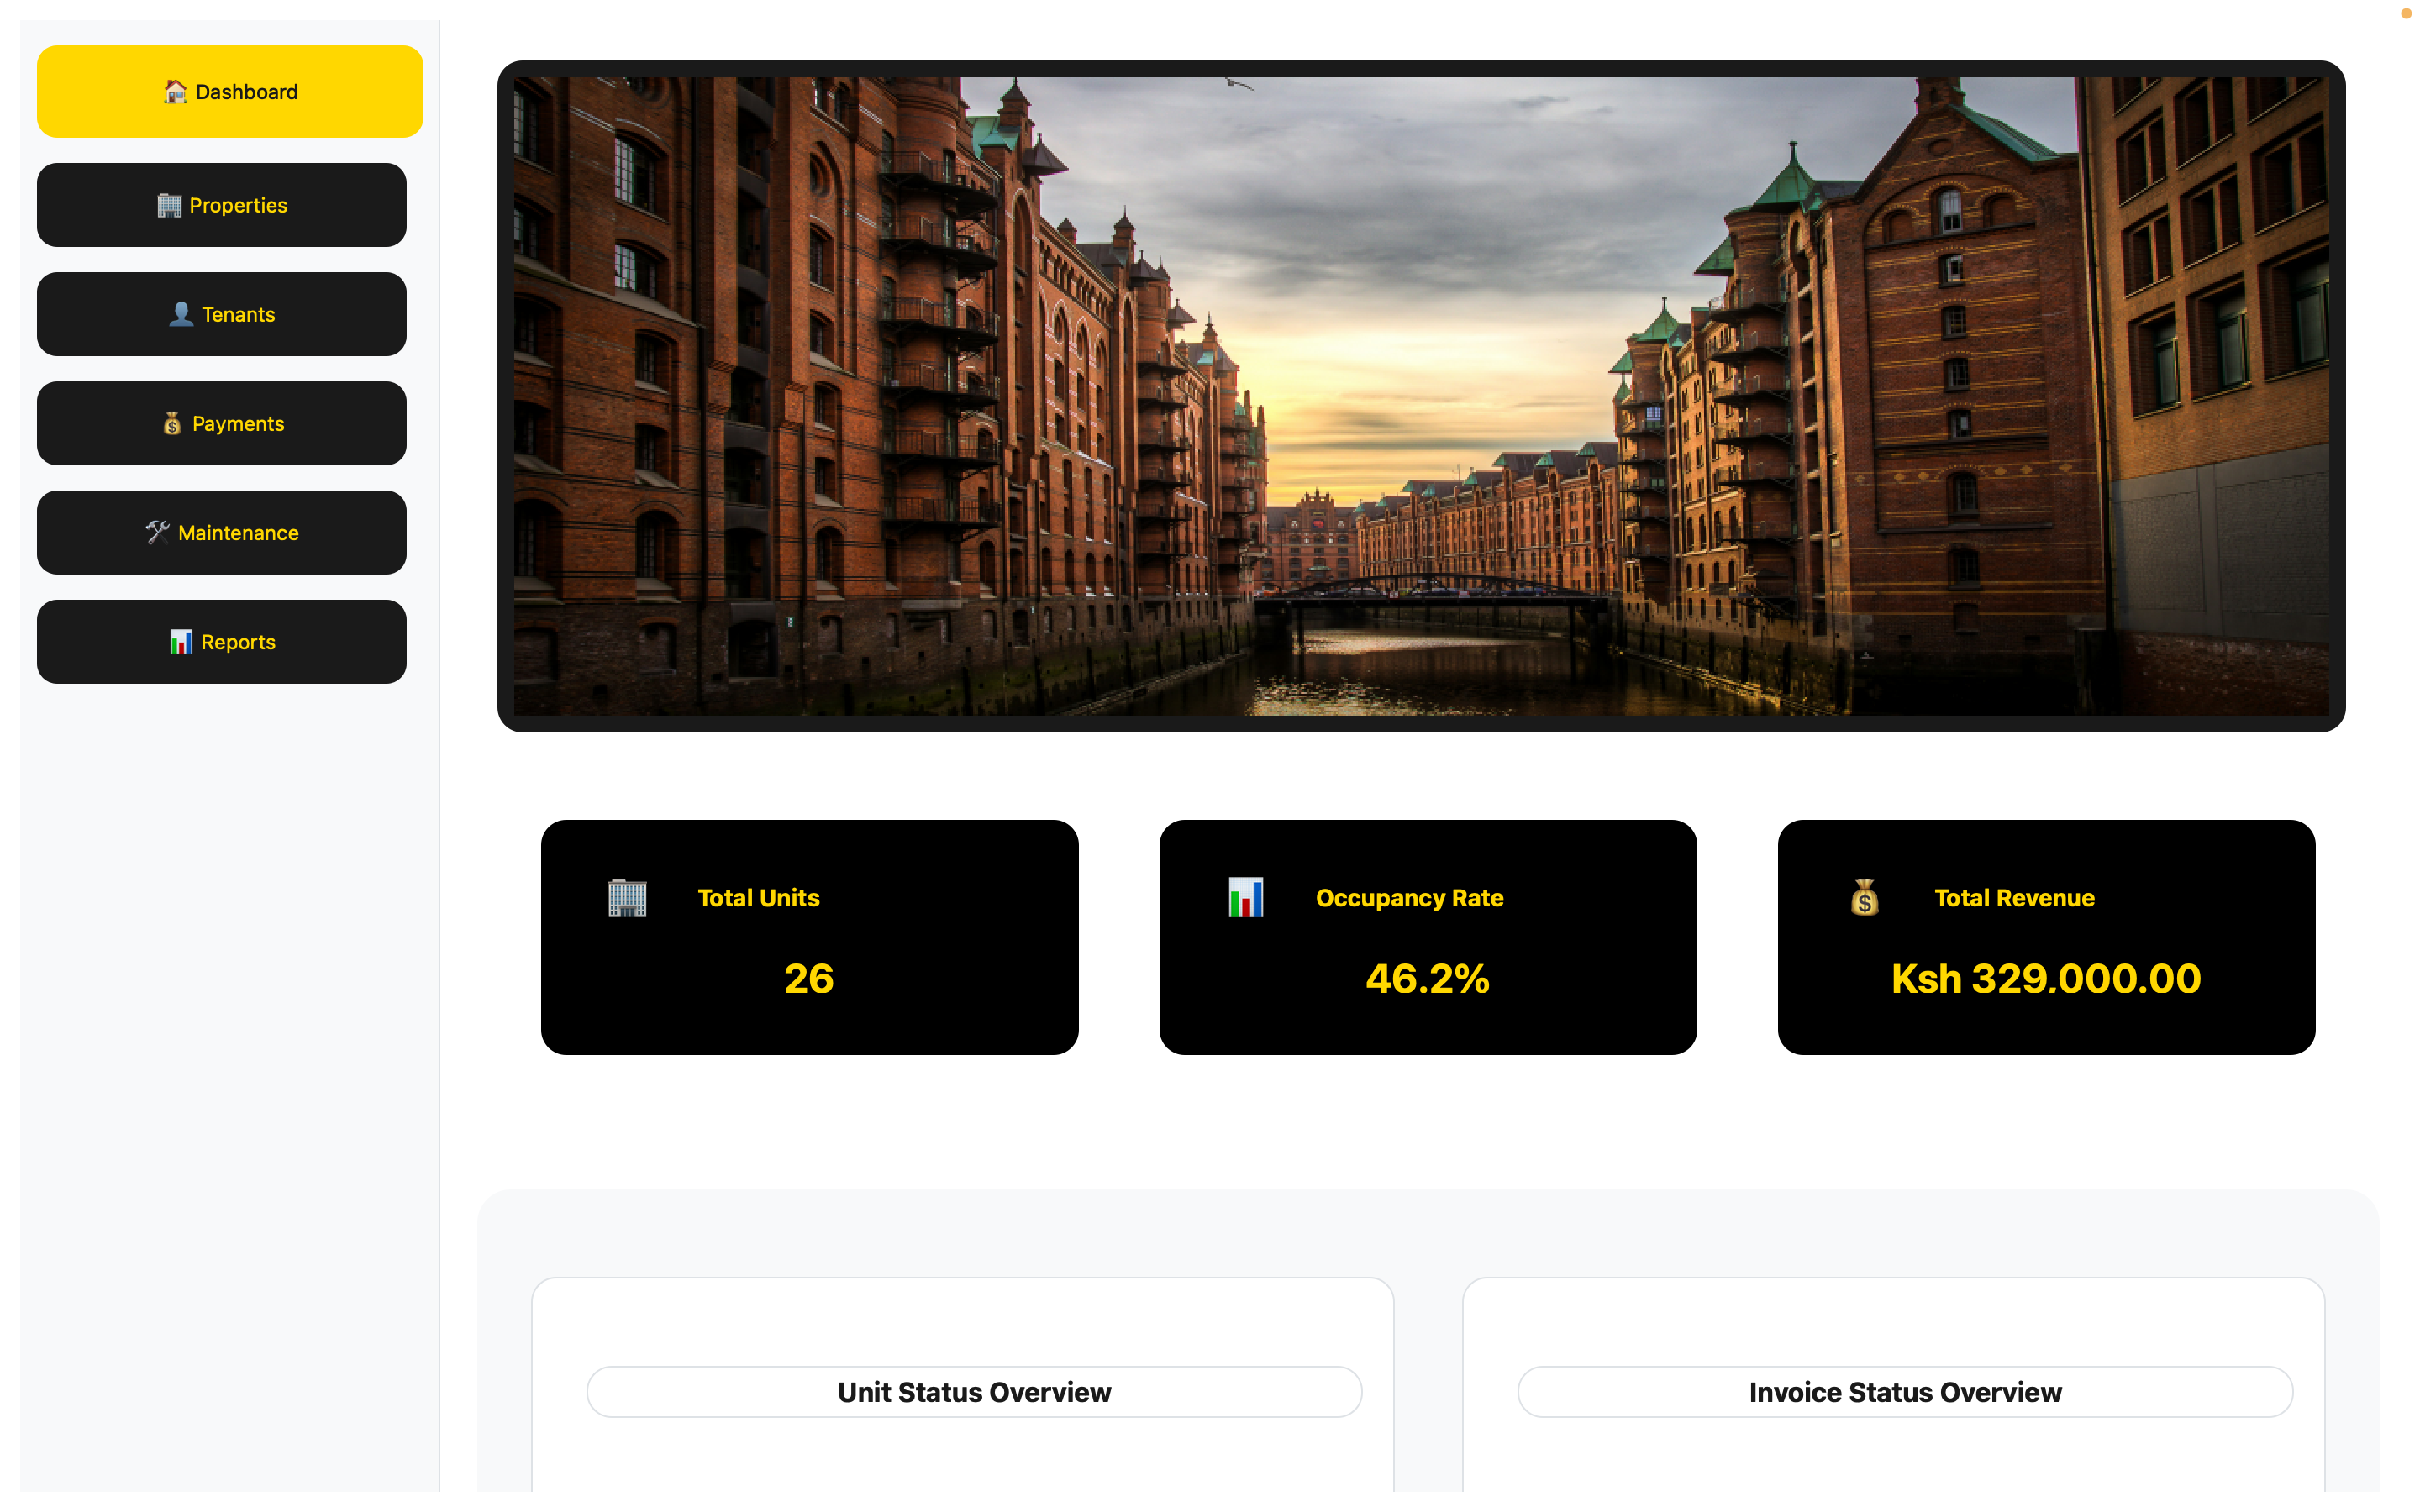 Dashboard
Properties
Tenants
Payments
Maintenance
Reports
Total Units
26
Occupancy Rate
46.2%
Total Revenue
Ksh 329,000.00
Unit Status Overview
Invoice Status Overview